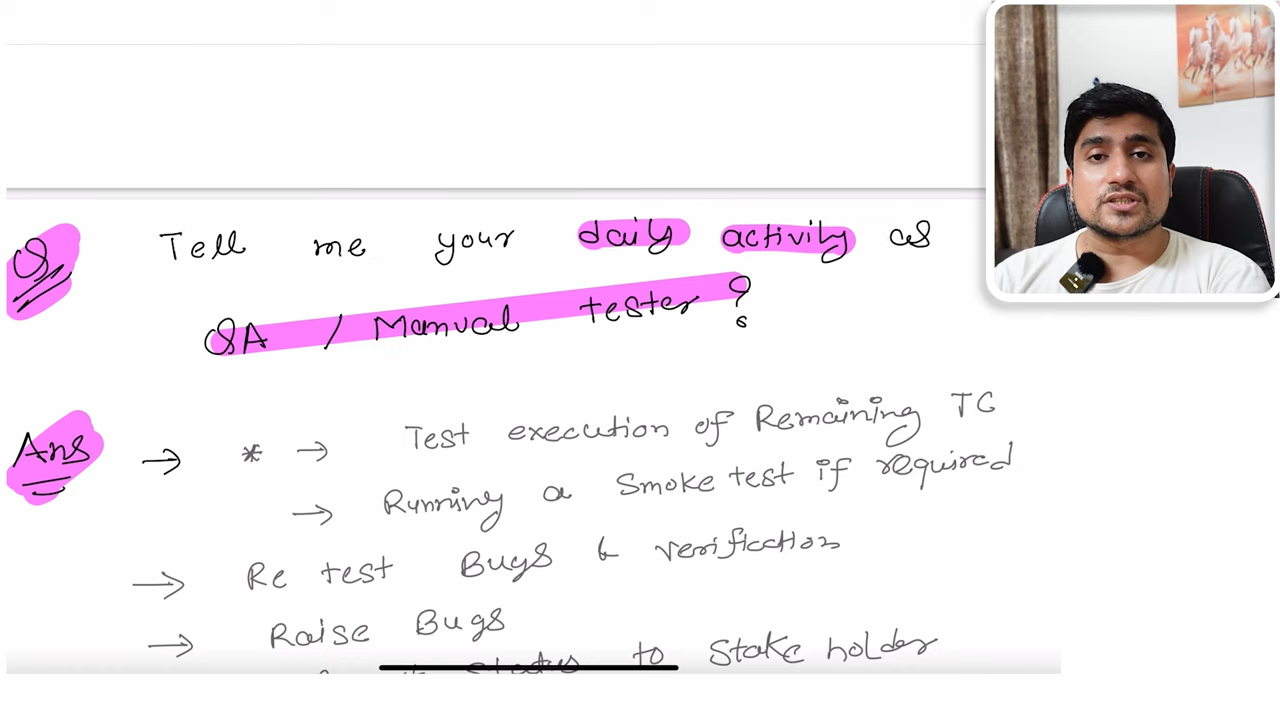 Q Tell me your daily activity as
QA / Manual tester ?
Ans → * → Test execution of Remaining TC
→ Running a Smoke test if required
→ Re test Bugs & verification
→ Raise Bugs
status to stake holder